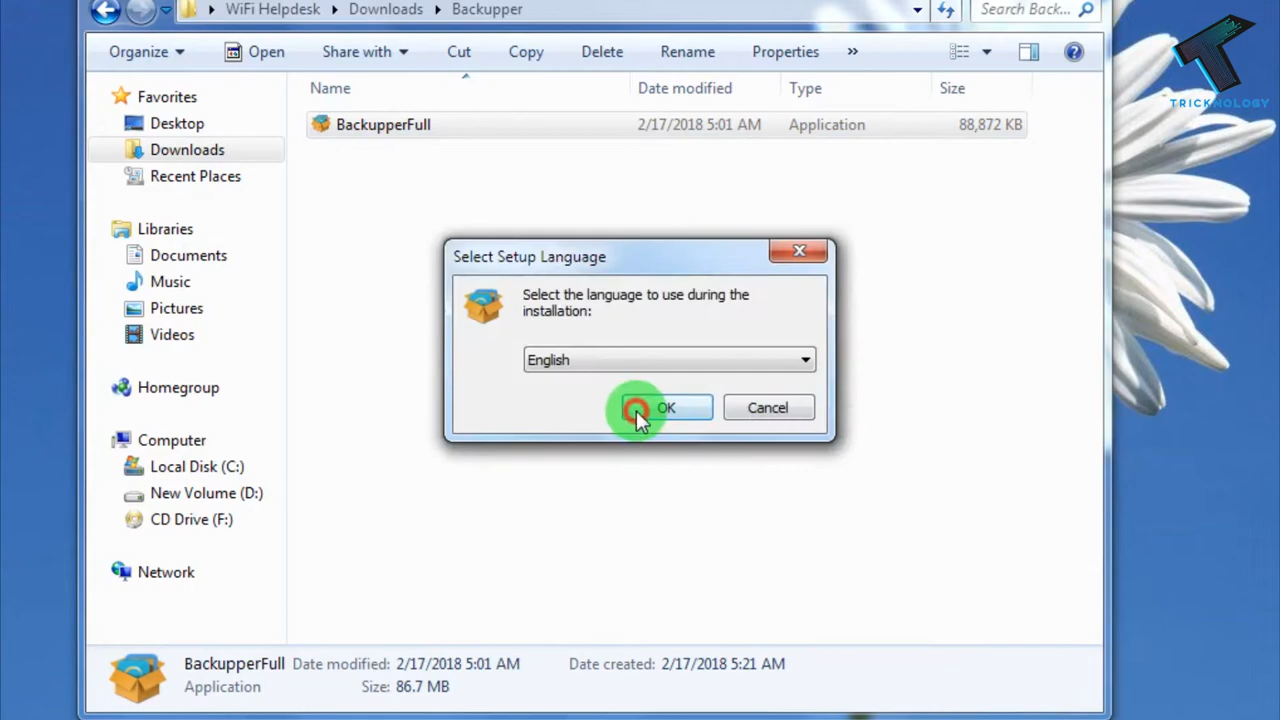 WiFi Helpdesk Downloads Backupper
Search Back...
Organize Open Share with Cut Copy Delete Rename Properties »
TRICKNOLOGY
Favorites
Desktop
Downloads
Recent Places
Libraries
Documents
Music
Pictures
Videos
Homegroup
Computer
Local Disk (C:)
New Volume (D:)
CD Drive (F:)
Network
Name Date modified Type Size
BackupperFull 2/17/2018 5:01 AM Application 88,872 KB
Select Setup Language
Select the language to use during the
installation:
English
OK Cancel
BackupperFull Date modified: 2/17/2018 5:01 AM Date created: 2/17/2018 5:21 AM
Application Size: 86.7 MB